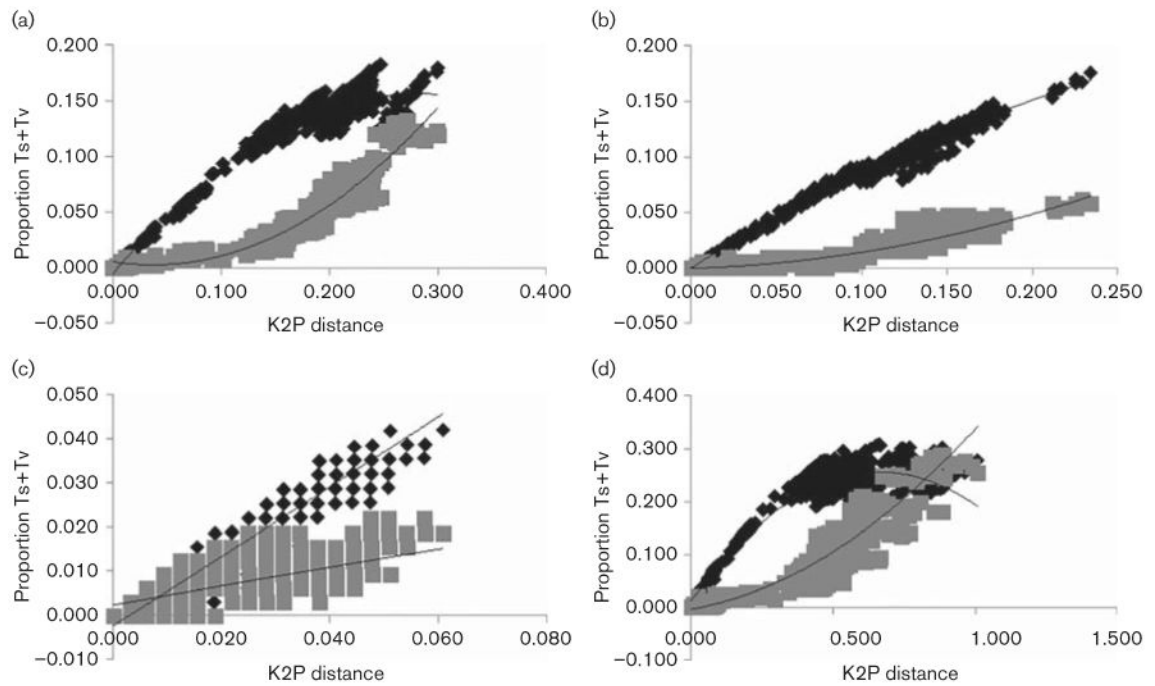 (a)
0.200
0.150
0.100
0.050
0.000
−0.050
Proportion Ts+Tv
0.000 0.100 0.200 0.300 0.400
K2P distance
(b)
0.200
0.150
0.100
0.050
0.000
−0.050
Proportion Ts+Tv
0.000 0.050 0.100 0.150 0.200 0.250
K2P distance
(c)
0.050
0.040
0.030
0.020
0.010
0.000
−0.010
Proportion Ts+Tv
0.000 0.020 0.040 0.060 0.080
K2P distance
(d)
0.400
0.300
0.200
0.100
0.000
−0.100
Proportion Ts+Tv
0.000 0.500 1.000 1.500
K2P distance